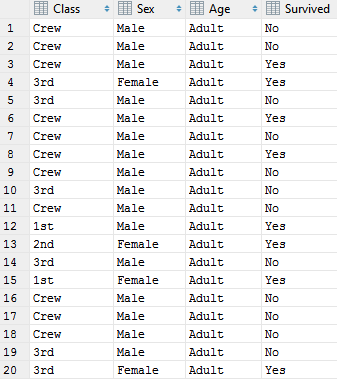 Class Sex Age Survived
1 Crew Male Adult No
2 Crew Male Adult No
3 Crew Male Adult Yes
4 3rd Female Adult Yes
5 3rd Male Adult No
6 Crew Male Adult Yes
7 Crew Male Adult No
8 Crew Male Adult Yes
9 Crew Male Adult No
10 3rd Male Adult No
11 Crew Male Adult No
12 1st Male Adult Yes
13 2nd Female Adult Yes
14 3rd Male Adult No
15 1st Female Adult Yes
16 Crew Male Adult No
17 Crew Male Adult No
18 Crew Male Adult No
19 3rd Male Adult No
20 3rd Female Adult Yes